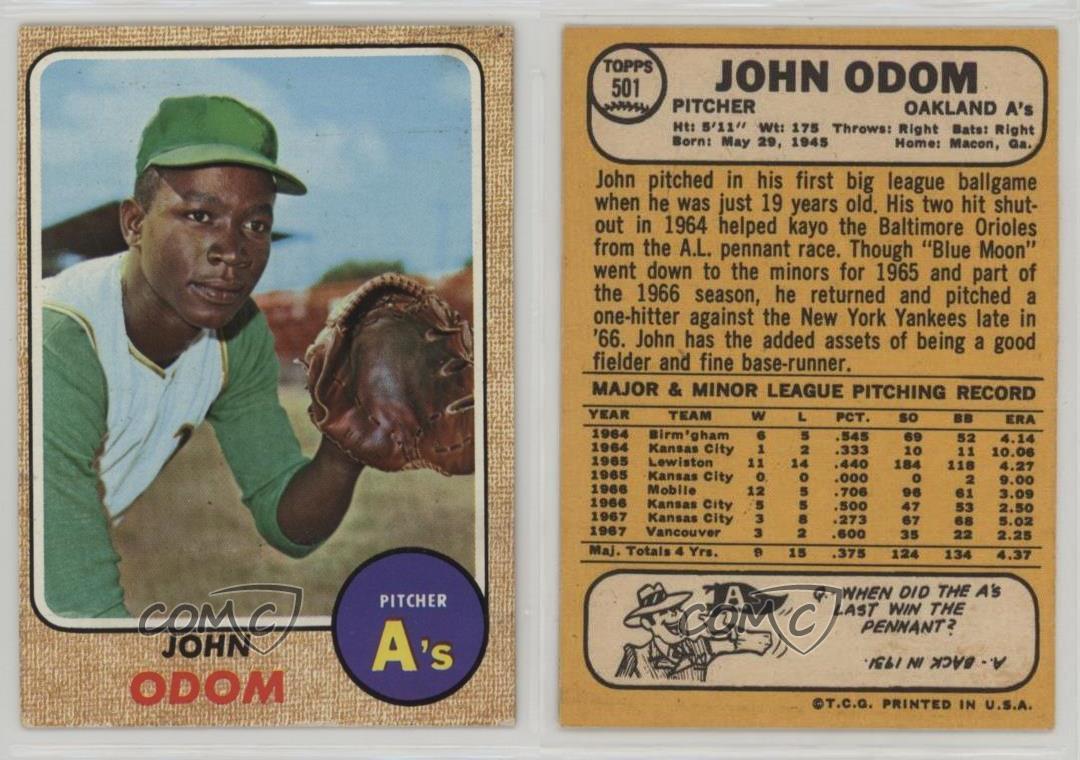 PITCHER
A's
COMC
JOHN
ODOM
TOPPS
501
JOHN ODOM
PITCHER OAKLAND A's
Ht: 5'11" Wt: 175 Throws: Right Bats: Right
Born: May 29, 1945 Home: Macon, Ga.
John pitched in his first big league ballgame
when he was just 19 years old. His two hit shut-
out in 1964 helped kayo the Baltimore Orioles
from the A.L. pennant race. Though "Blue Moon"
went down to the minors for 1965 and part of
the 1966 season, he returned and pitched a
one-hitter against the New York Yankees late in
'66. John has the added assets of being a good
fielder and fine base-runner.
MAJOR & MINOR LEAGUE PITCHING RECORD
YEAR TEAM W L PCT. SO BB ERA
1964 Birm'gham 6 5 .545 69 52 4.14
1964 Kansas City 1 2 .333 10 11 10.06
1965 Lewiston 11 14 .440 184 118 4.27
1965 Kansas City 0 0 .000 0 2 9.00
1966 Mobile 12 5 .706 96 61 3.09
1966 Kansas City 5 5 .500 47 53 2.50
1967 Kansas City 3 8 .273 67 68 5.02
1967 Vancouver 3 2 .600 35 22 2.25
Maj. Totals 4 Yrs. 9 15 .375 124 134 4.37
A
COMC
Q. WHEN DID THE A's
LAST WIN THE
PENNANT?
A. - BACK IN 1931.
©T.C.G. PRINTED IN U.S.A.